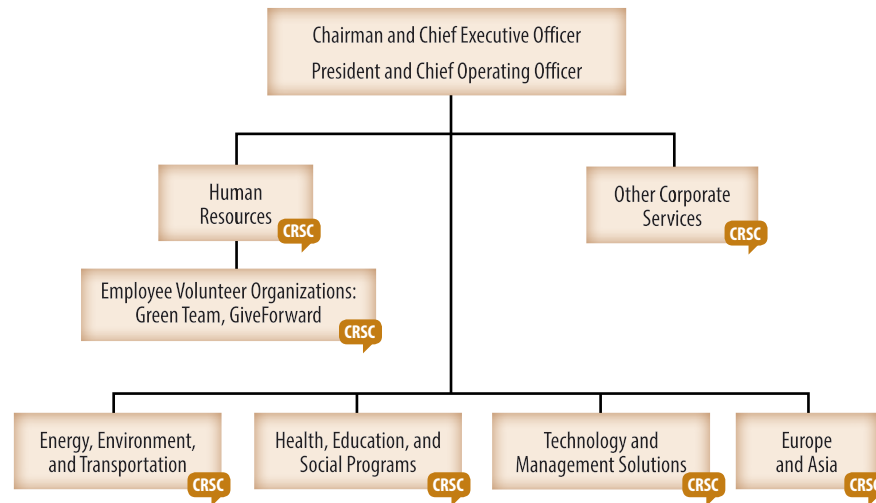 Chairman and Chief Executive Officer
President and Chief Operating Officer
Human
Resources
CRSC
Other Corporate
Services
CRSC
Employee Volunteer Organizations:
Green Team, GiveForward
CRSC
Energy, Environment,
and Transportation
CRSC
Health, Education, and
Social Programs
CRSC
Technology and
Management Solutions
CRSC
Europe
and Asia
CRSC